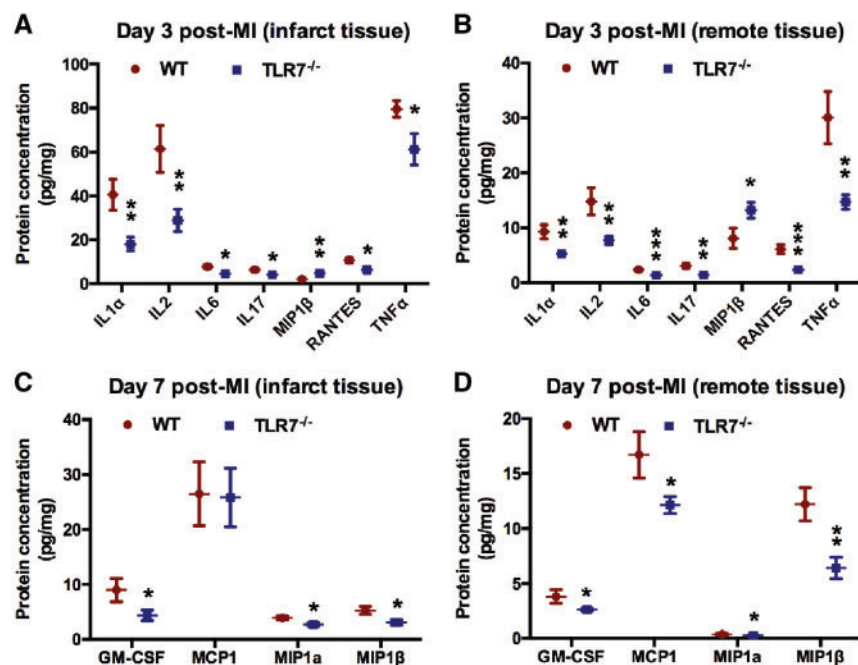 A Day 3 post-MI (infarct tissue)
WT TLR7-/-
Protein concentration
(pg/mg)
100
80
60
40
20
0
** ** * * ** * *
IL1α IL2 IL6 IL17 MIP1β RANTES TNFα
B Day 3 post-MI (remote tissue)
WT TLR7-/-
Protein concentration
(pg/mg)
40
30
20
10
0
** ** *** ** * *** **
IL1α IL2 IL6 IL17 MIP1β RANTES TNFα
C Day 7 post-MI (infarct tissue)
WT TLR7-/-
Protein concentration
(pg/mg)
40
30
20
10
0
* * *
GM-CSF MCP1 MIP1a MIP1β
D Day 7 post-MI (remote tissue)
WT TLR7-/-
Protein concentration
(pg/mg)
20
15
10
5
0
* * * **
GM-CSF MCP1 MIP1a MIP1β